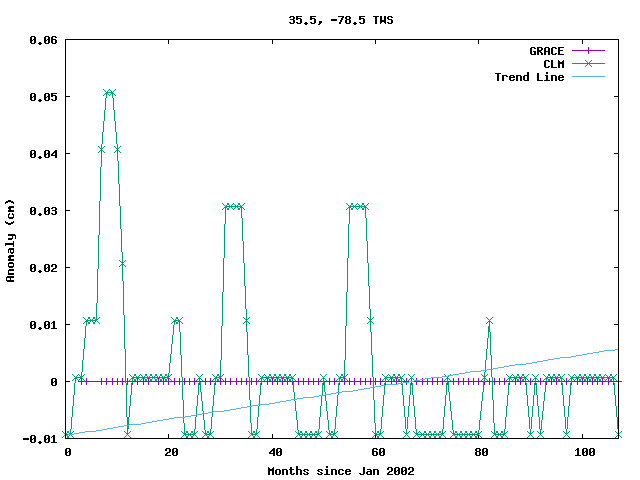 35.5, -78.5 TWS
GRACE
CLM
Trend Line
0.06
0.05
0.04
0.03
0.02
0.01
0
-0.01
Anomaly (cm)
0 20 40 60 80 100
Months since Jan 2002